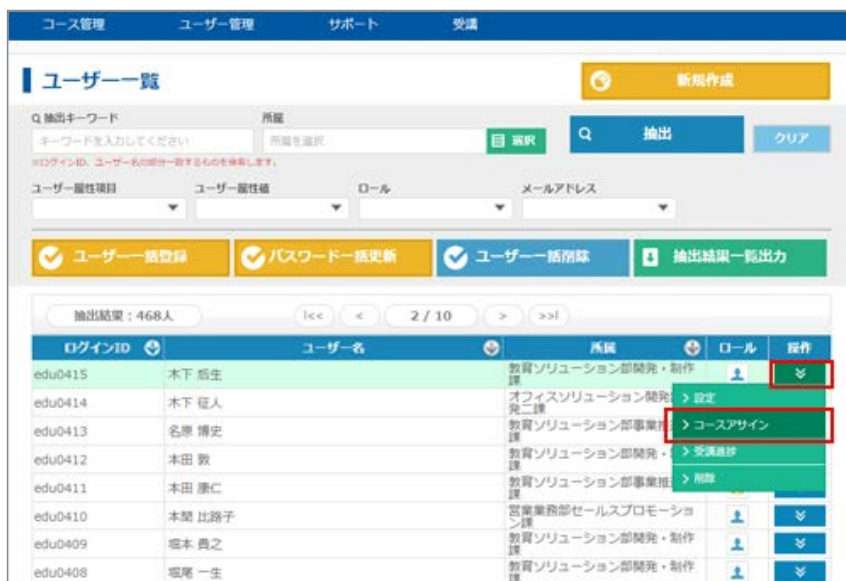 コース管理 ユーザー管理 サポート 受講
ユーザー一覧 新規作成
抽出キーワード 所属
キーワードを入力してください 所属を選択 選択 抽出 クリア
※ログインID、ユーザー名の部分一致するものを検索します。
ユーザー属性項目 ユーザー属性値 ロール メールアドレス
ユーザー一括登録 パスワード一括更新 ユーザー一括削除 抽出結果一覧出力
抽出結果：468人 |<< < 2 / 10 > >>|
ログインID ユーザー名 所属 ロール 操作
edu0415 木下 后生 教育ソリューション部開発・制作課
> 設定
edu0414 木下 征人 オフィスソリューション開発 発二課
> コースアサイン
edu0413 名原 博史 教育ソリューション部事業推 課
> 受講進捗
edu0412 本田 敦 教育ソリューション部開発・ 課
> 削除
edu0411 本田 康仁 教育ソリューション部事業推 課
edu0410 本間 比路子 営業業務部セールスプロモーション課
edu0409 堀本 貴之 教育ソリューション部開発・制作課
edu0408 堀尾 一生 教育ソリューション部開発・制作課